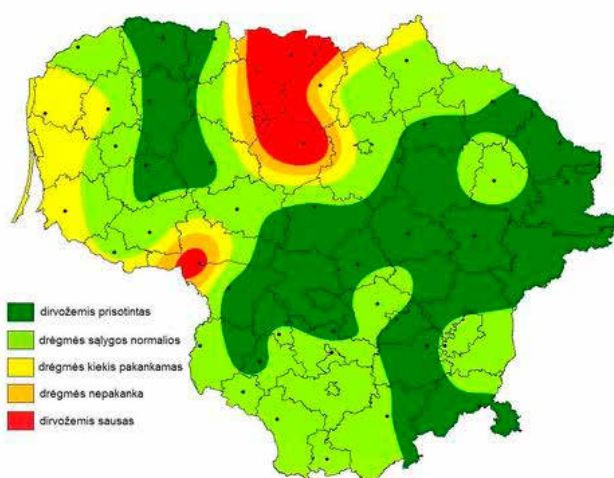 dirvožemis prisotintas
drėgmės sąlygos normalios
drėgmės kiekis pakankamas
drėgmės nepakanka
dirvožemis sausas